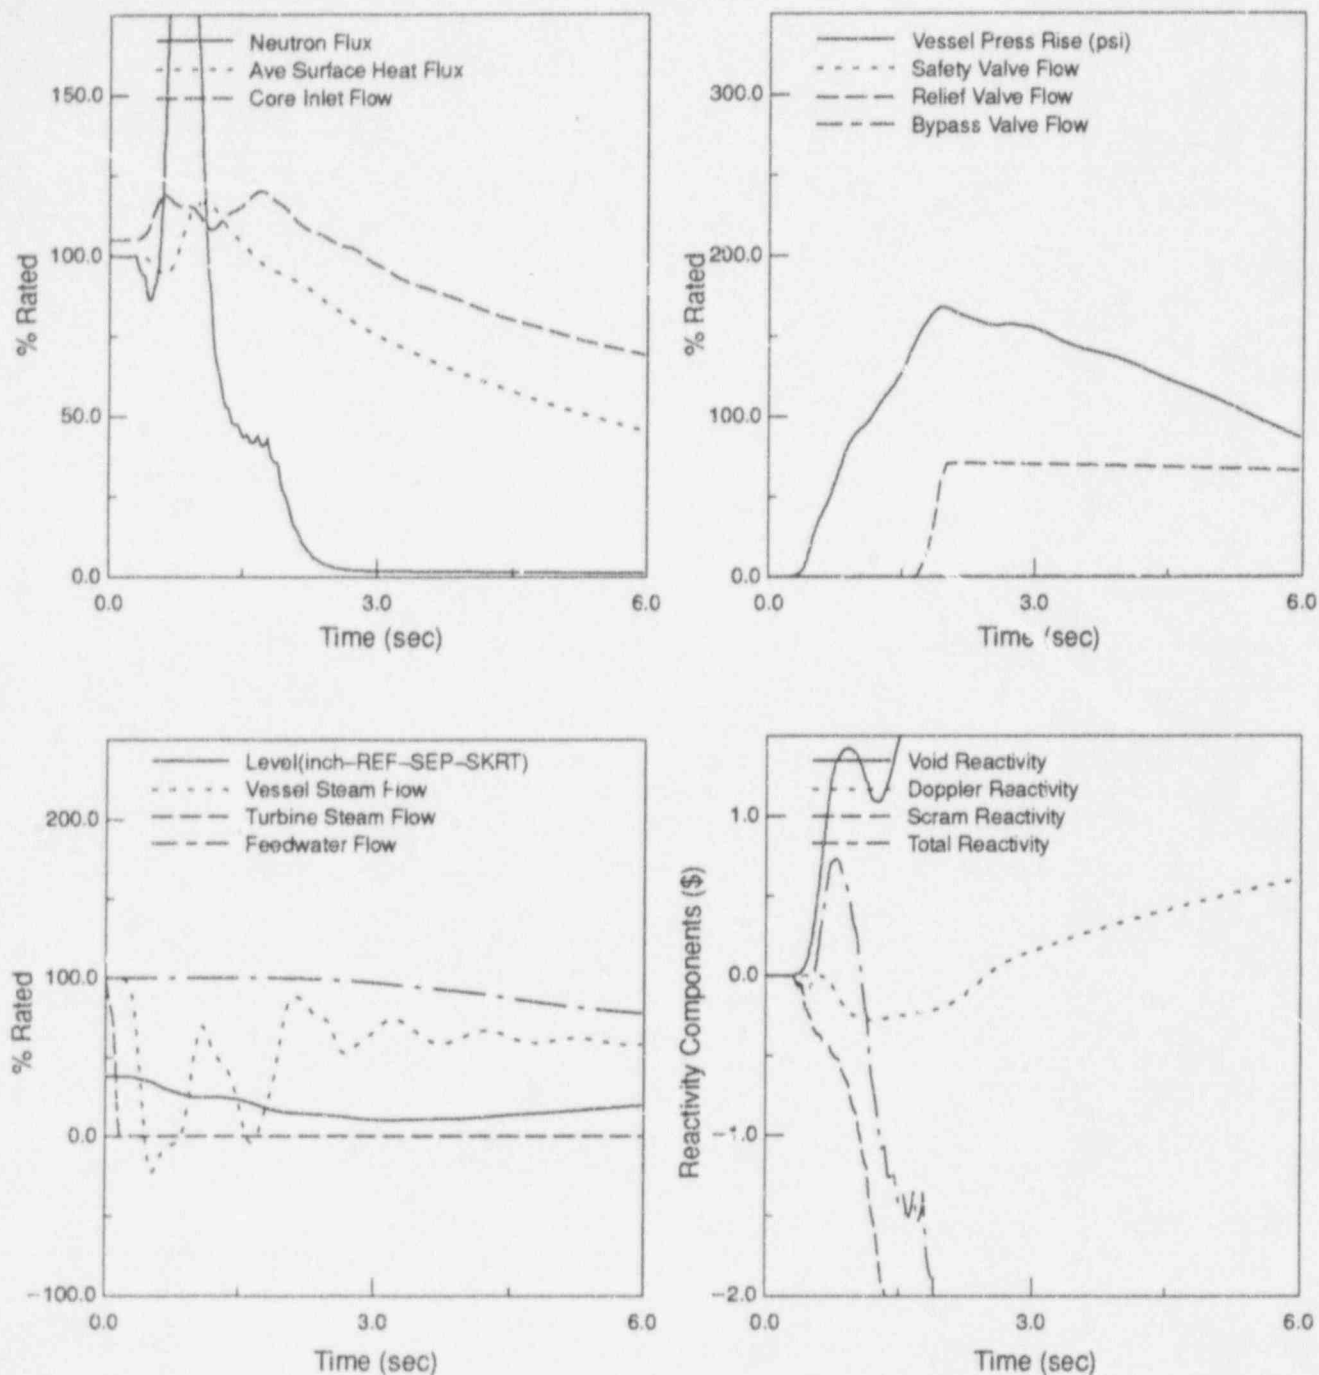 Neutron Flux
Ave Surface Heat Flux
Core Inlet Flow
150.0
100.0
50.0
0.0
% Rated
0.0
3.0
6.0
Time (sec)
Vessel Press Rise (psi)
Safety Valve Flow
Relief Valve Flow
Bypass Valve Flow
300.0
200.0
100.0
0.0
% Rated
0.0
3.0
6.0
Time (sec)
Level(inch-REF-SEP-SKRT)
Vessel Steam Flow
Turbine Steam Flow
Feedwater Flow
200.0
100.0
0.0
-100.0
% Rated
0.0
3.0
6.0
Time (sec)
Void Reactivity
Doppler Reactivity
Scram Reactivity
Total Reactivity
1.0
0.0
-1.0
-2.0
Reactivity Components ($)
0.0
3.0
6.0
Time (sec)